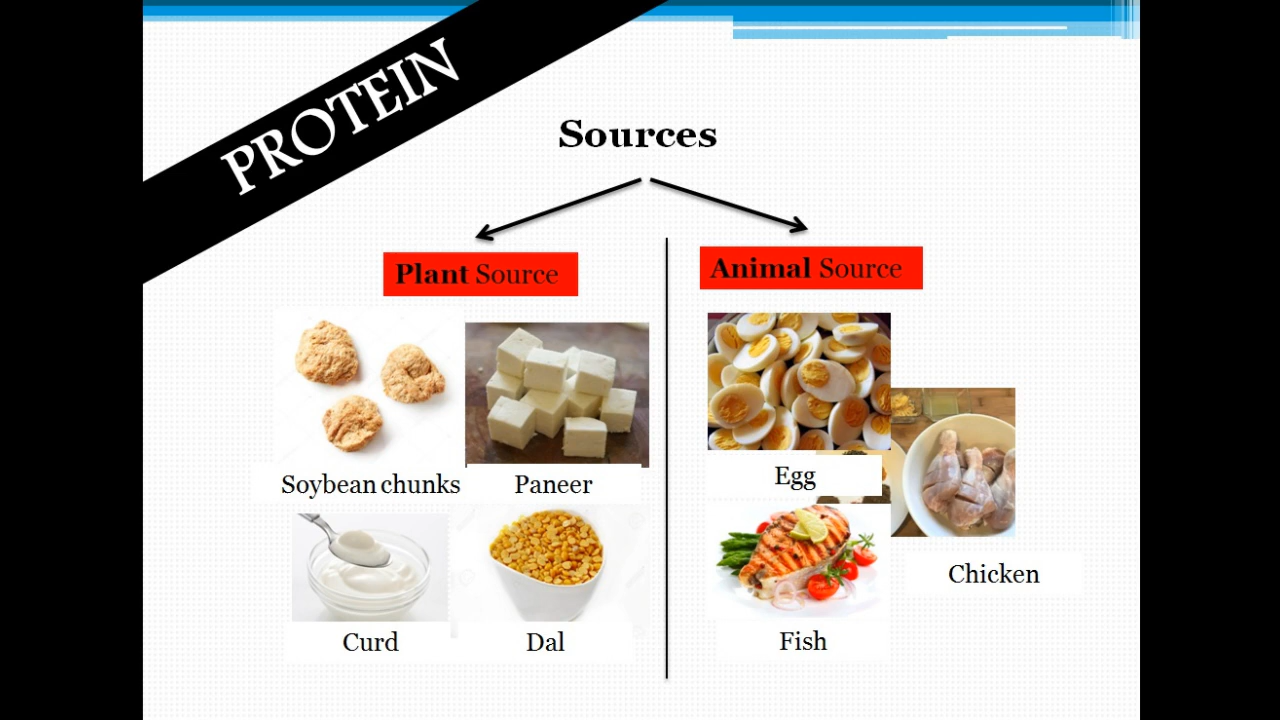 PROTEIN
Sources
Plant Source
Animal Source
Soybean chunks
Paneer
Egg
Curd
Dal
Chicken
Fish